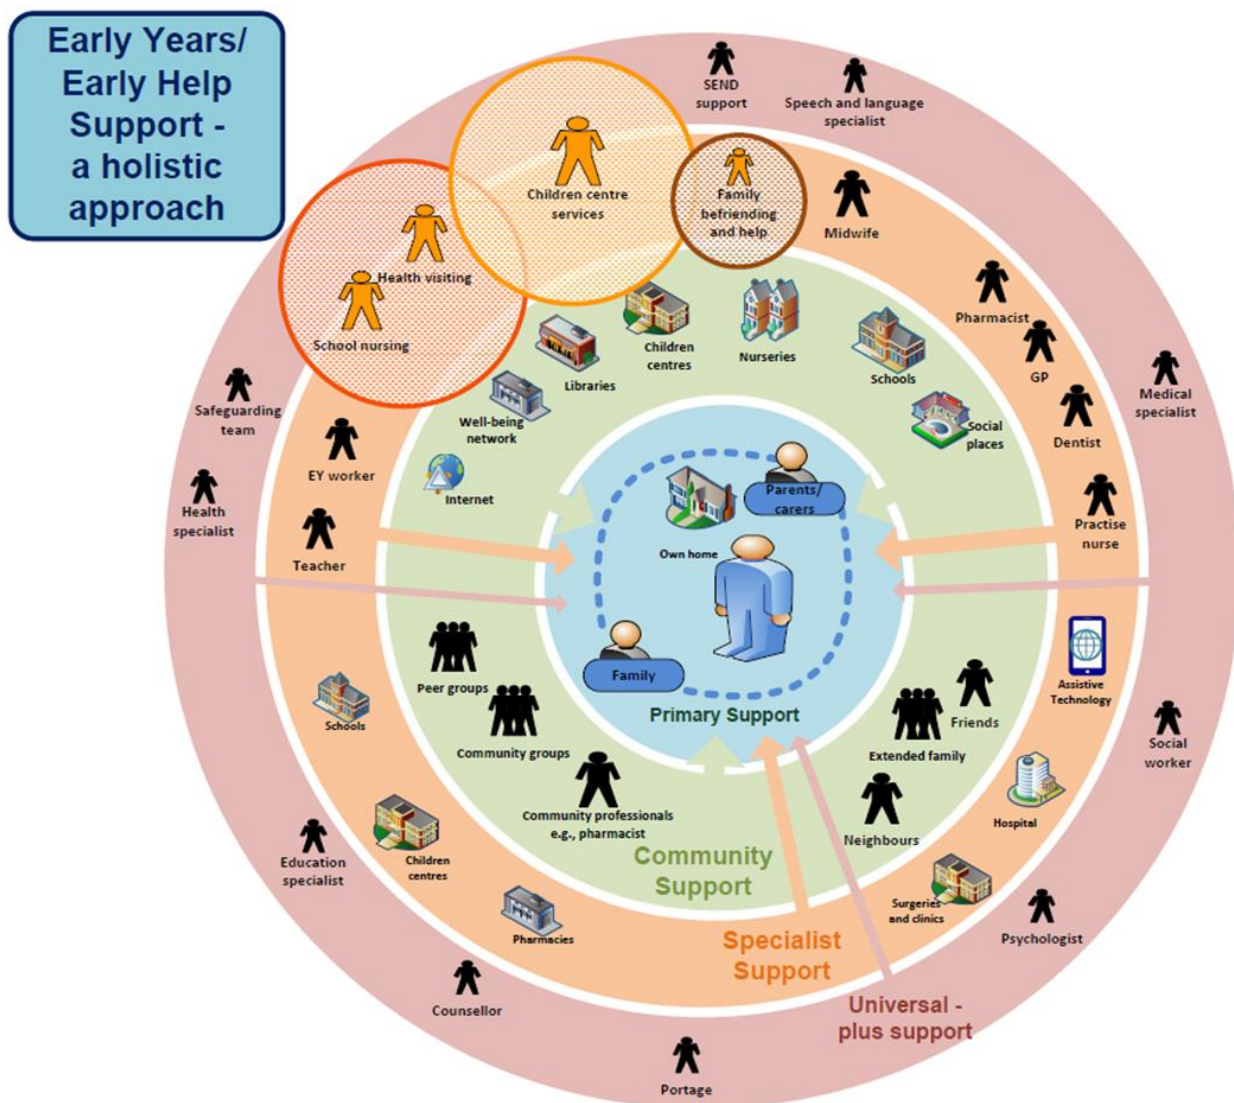 Early Years/
Early Help
Support -
a holistic
approach
SEND
support
Speech and language
specialist
Children centre
services
Family
befriending
and help
Midwife
Health visiting
School nursing
Pharmacist
GP
Dentist
Practise
nurse
Medical
specialist
Safeguarding
team
Health
specialist
EY worker
Teacher
Internet
Well-being
network
Libraries
Children
centres
Nurseries
Schools
Social
places
Parents/
carers
Own home
Family
Primary Support
Peer groups
Community groups
Community professionals
e.g., pharmacist
Friends
Extended family
Neighbours
Community
Support
Schools
Children
centres
Pharmacies
Assistive
Technology
Hospital
Surgeries
and clinics
Specialist
Support
Social
worker
Psychologist
Education
specialist
Counsellor
Portage
Universal -
plus support